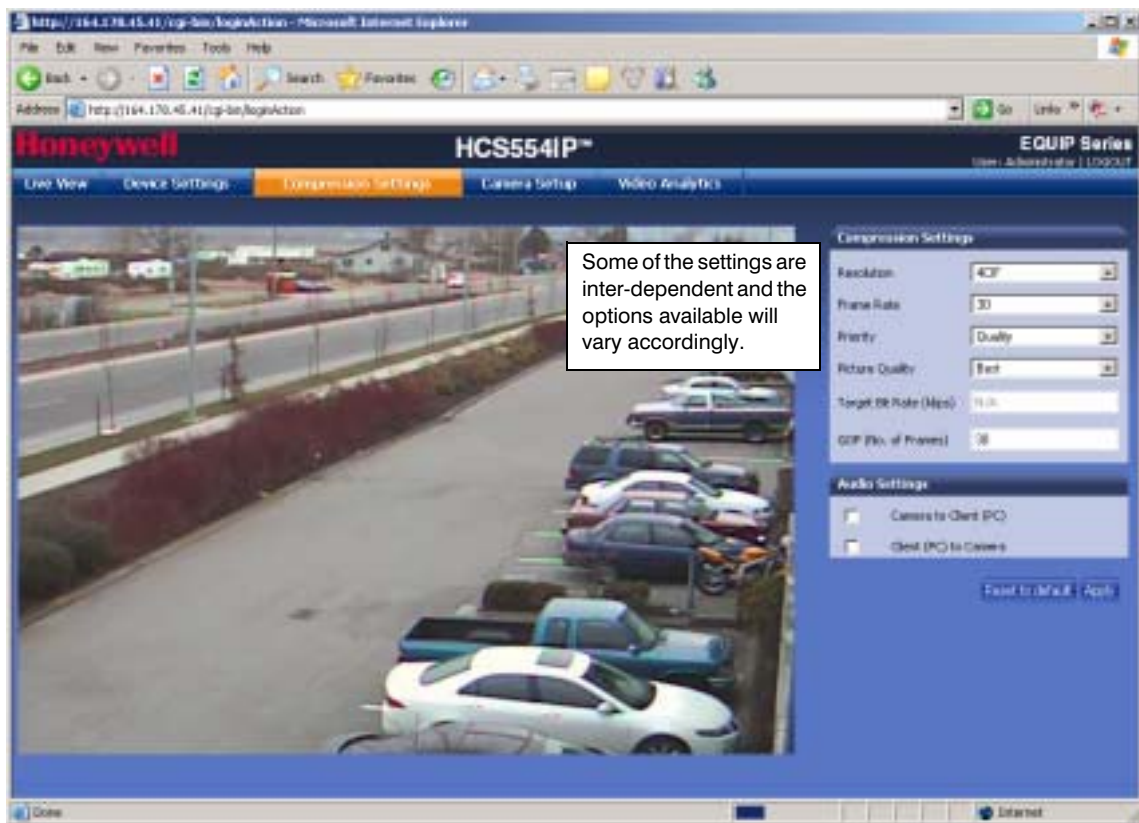 http://164.178.45.41/cgi-bin/loginAction - Microsoft Internet Explorer
File Edit View Favorites Tools Help
Back Search Favorites
Address http://164.178.45.41/cgi-bin/loginAction Go Links
Honeywell HCS554IP™ EQUIP Series
User: Administrator | LOGOUT
Live View Device Settings Compression Settings Camera Setup Video Analytics
Some of the settings are
inter-dependent and the
options available will
vary accordingly.
Compression Settings
Resolution 4CIF
Frame Rate 30
Priority Quality
Picture Quality Best
Target Bit Rate (kbps) N/A
GOP (No. of Frames) 30
Audio Settings
Camera to Client (PC)
Client (PC) to Camera
Reset to default Apply
Done Internet